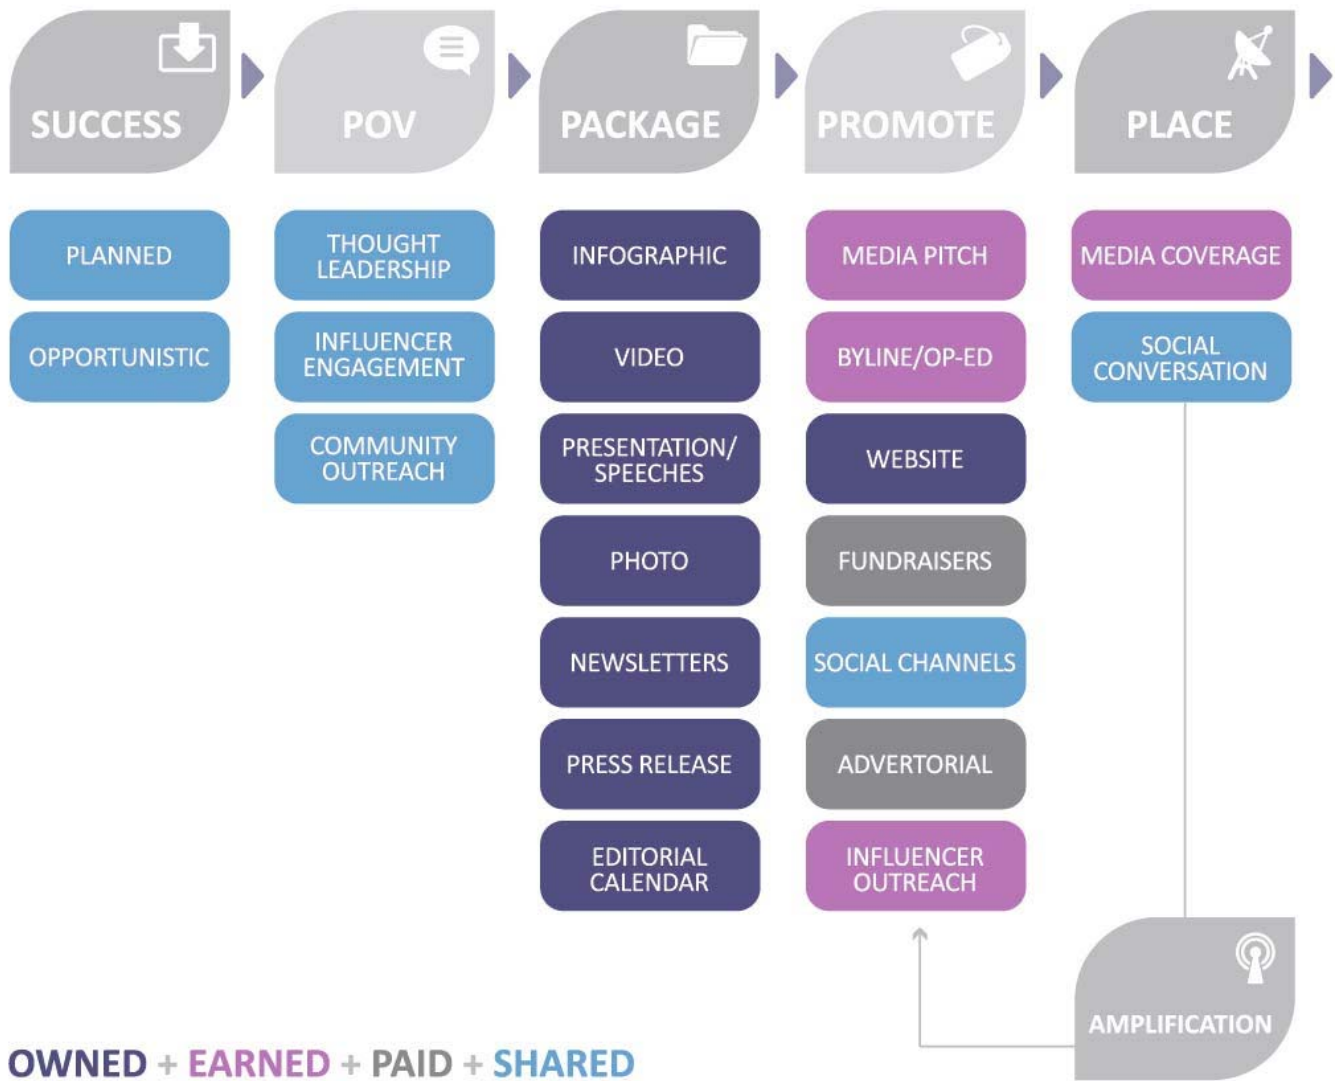 SUCCESS
POV
PACKAGE
PROMOTE
PLACE
PLANNED
OPPORTUNISTIC
THOUGHT
LEADERSHIP
INFLUENCER
ENGAGEMENT
COMMUNITY
OUTREACH
INFOGRAPHIC
VIDEO
PRESENTATION/
SPEECHES
PHOTO
NEWSLETTERS
PRESS RELEASE
EDITORIAL
CALENDAR
MEDIA PITCH
BYLINE/OP-ED
WEBSITE
FUNDRAISERS
SOCIAL CHANNELS
ADVERTORIAL
INFLUENCER
OUTREACH
MEDIA COVERAGE
SOCIAL
CONVERSATION
AMPLIFICATION
OWNED + EARNED + PAID + SHARED